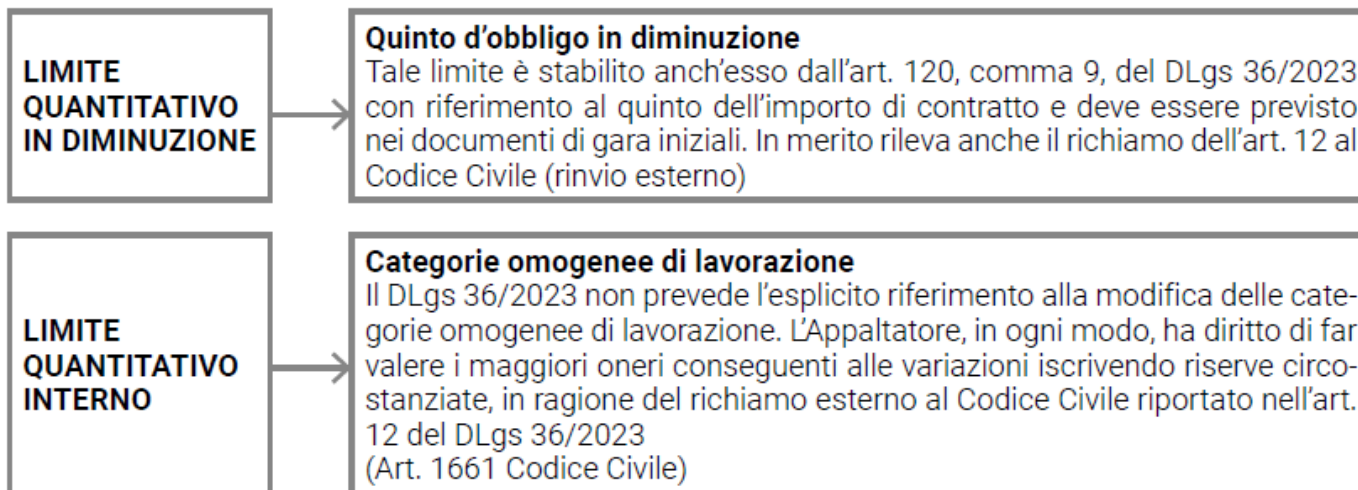 LIMITE
QUANTITATIVO
IN DIMINUZIONE
Quinto d’obbligo in diminuzione
Tale limite è stabilito anch’esso dall’art. 120, comma 9, del DLgs 36/2023
con riferimento al quinto dell’importo di contratto e deve essere previsto
nei documenti di gara iniziali. In merito rileva anche il richiamo dell’art. 12 al
Codice Civile (rinvio esterno)
LIMITE
QUANTITATIVO
INTERNO
Categorie omogenee di lavorazione
Il DLgs 36/2023 non prevede l’esplicito riferimento alla modifica delle cate-
gorie omogenee di lavorazione. L’Appaltatore, in ogni modo, ha diritto di far
valere i maggiori oneri conseguenti alle variazioni iscrivendo riserve circo-
stanziate, in ragione del richiamo esterno al Codice Civile riportato nell’art.
12 del DLgs 36/2023
(Art. 1661 Codice Civile)